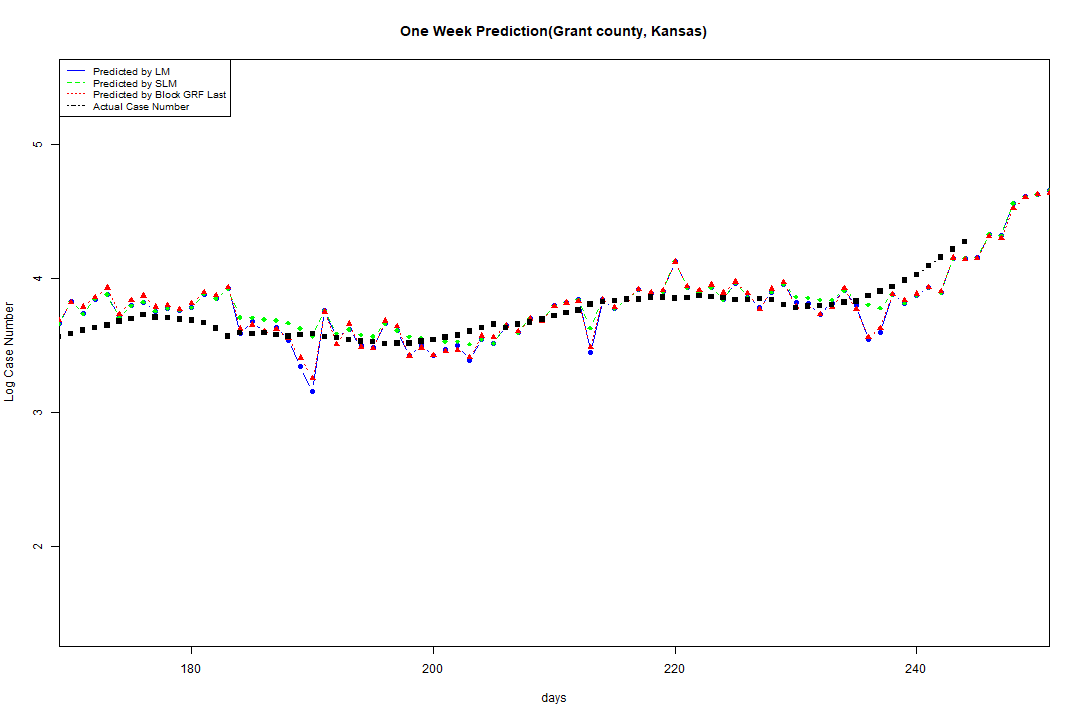 One Week Prediction(Grant county, Kansas)
Predicted by LM
Predicted by SLM
Predicted by Block GRF Last
Actual Case Number
5
4
3
2
Log Case Number
180 200 220 240
days